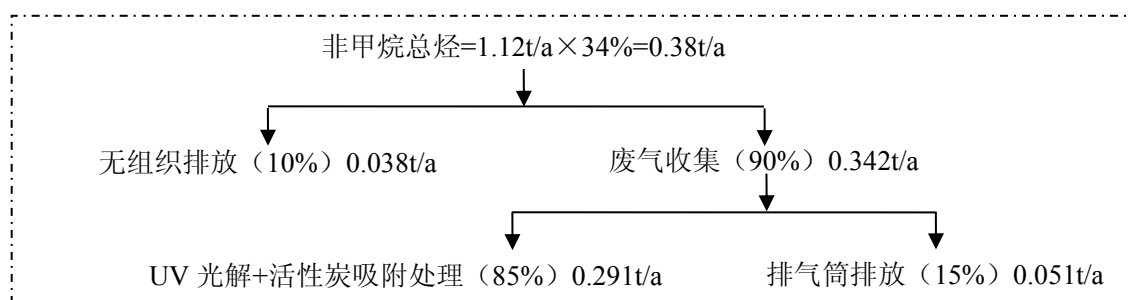 非甲烷总烃=1.12t/a×34%=0.38t/a
无组织排放（10%）0.038t/a
废气收集（90%）0.342t/a
UV 光解+活性炭吸附处理（85%）0.291t/a
排气筒排放（15%）0.051t/a